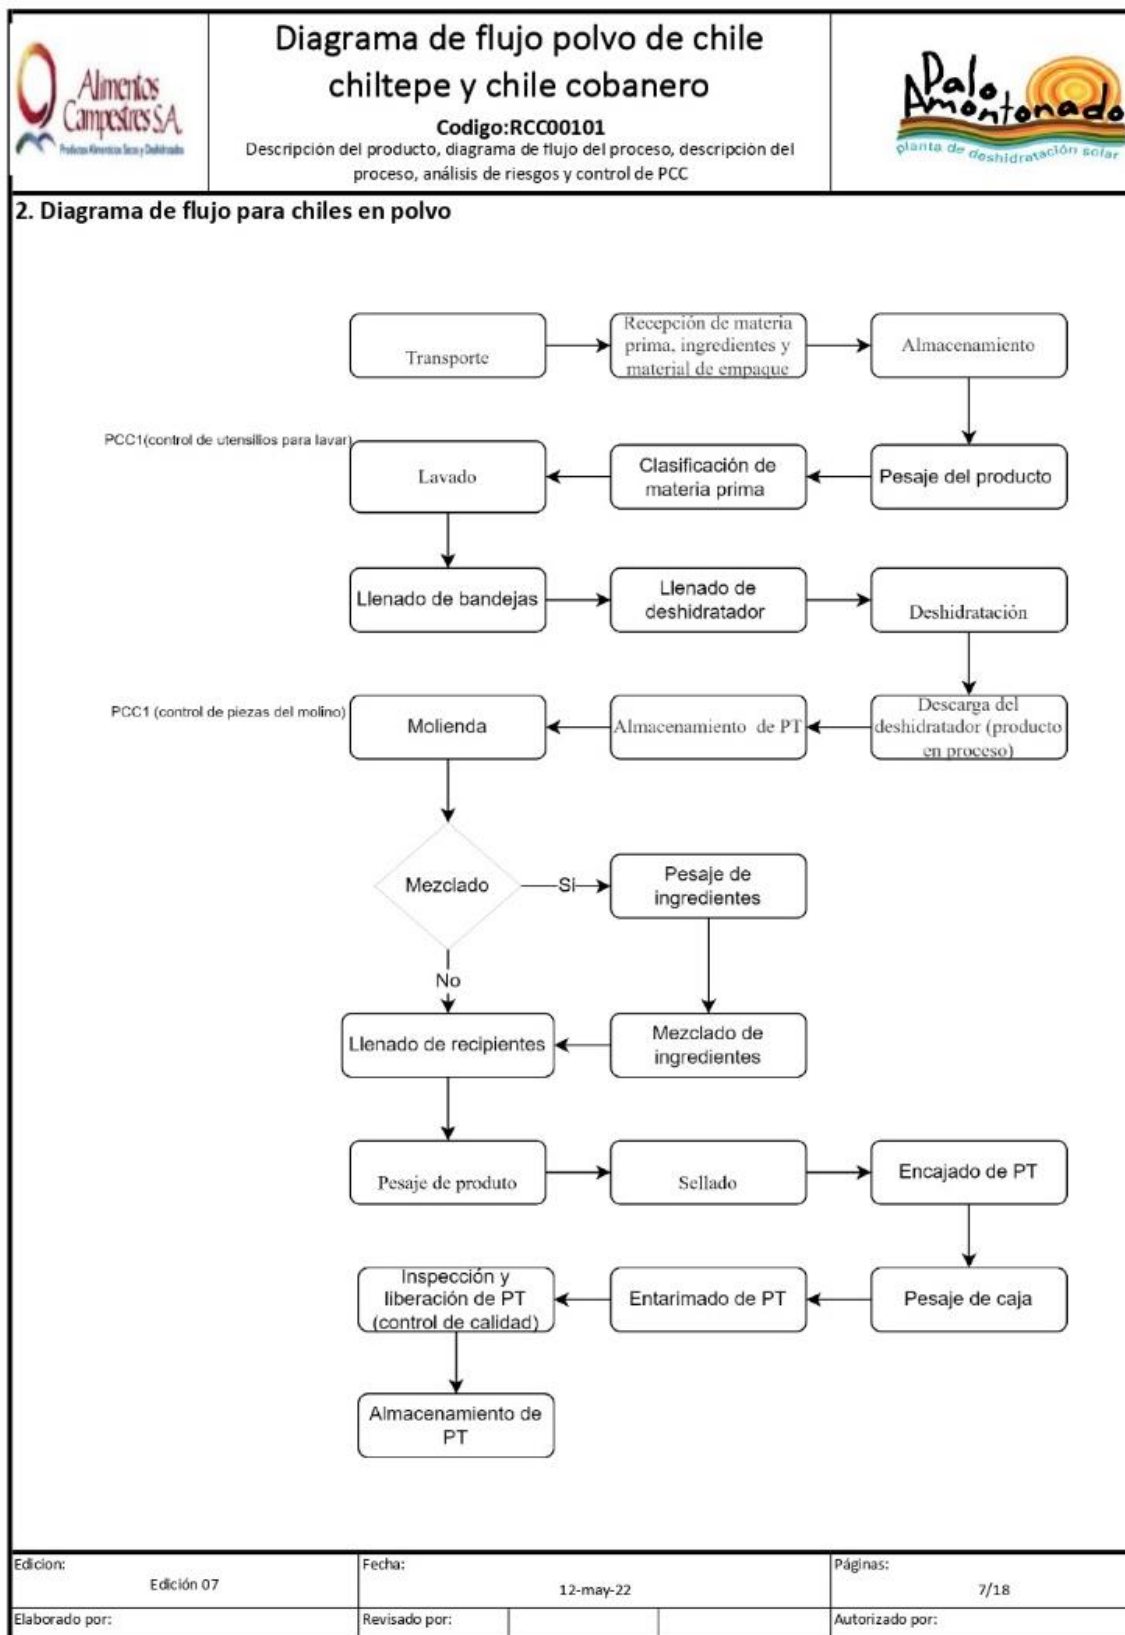 Alimentos
Campestres S.A.
Productos Alimenticios Secos y Deshidratados
Diagrama de flujo polvo de chile
chiltepe y chile cobanero
Codigo:RCC00101
Descripción del producto, diagrama de flujo del proceso, descripción del
proceso, análisis de riesgos y control de PCC
Palo
Amontonado
planta de deshidratación solar
2. Diagrama de flujo para chiles en polvo
Transporte
Recepción de materia
prima, ingredientes y
material de empaque
Almacenamiento
PCC1(control de utensilios para lavar)
Lavado
Clasificación de
materia prima
Pesaje del producto
Llenado de bandejas
Llenado de
deshidratador
Deshidratación
PCC1 (control de piezas del molino)
Molienda
Almacenamiento de PT
Descarga del
deshidratador (producto
en proceso)
Mezclado
Si
Pesaje de
ingredientes
No
Llenado de recipientes
Mezclado de
ingredientes
Pesaje de produto
Sellado
Encajado de PT
Inspección y
liberación de PT
(control de calidad)
Entarimado de PT
Pesaje de caja
Almacenamiento de
PT
Edicion:
Edición 07
Fecha:
12-may-22
Páginas:
7/18
Elaborado por:
Revisado por:
Autorizado por: